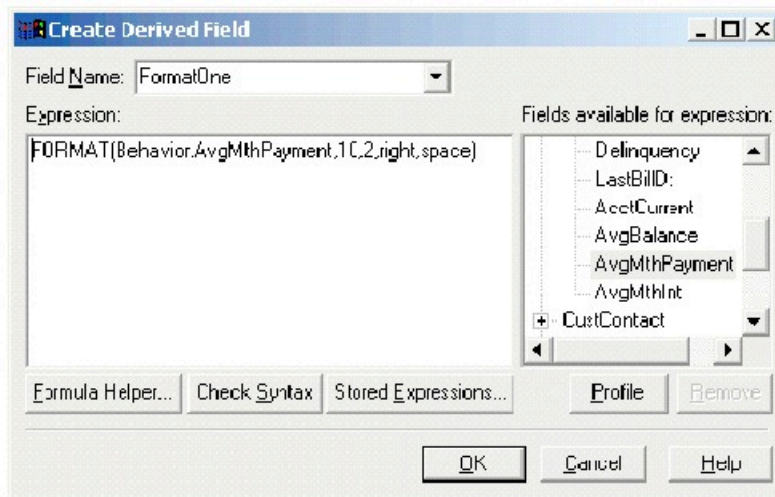 Create Derived Field
Field Name: FormatOne
Expression:
Fields available for expression:
FORMAT(Behavior.AvgMthPayment,10,2,right,space)
Delinquency
LastBillD:
AcctCurrent
AvgBalance
AvgMthPayment
AvgMthInt
CustContact
Formula Helper...
Check Syntax
Stored Expressions...
Profile
Remove
OK
Cancel
Help